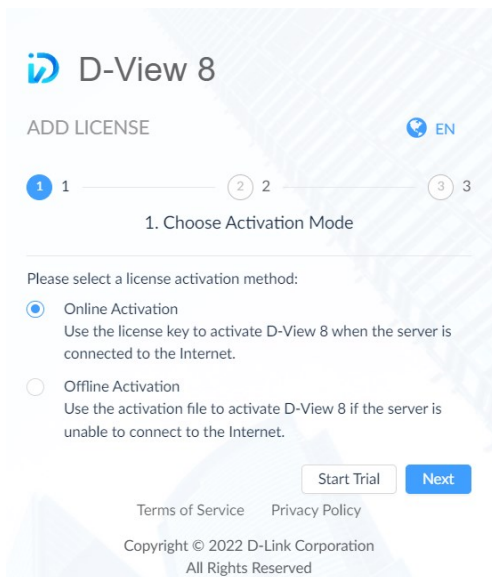 D-View 8
ADD LICENSE
EN
1 1 2 2 3 3
1. Choose Activation Mode
Please select a license activation method:
Online Activation
Use the license key to activate D-View 8 when the server is
connected to the Internet.
Offline Activation
Use the activation file to activate D-View 8 if the server is
unable to connect to the Internet.
Start Trial Next
Terms of Service Privacy Policy
Copyright © 2022 D-Link Corporation
All Rights Reserved